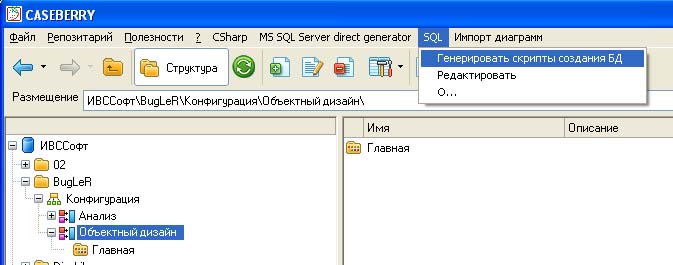 CASEBERRY
Файл Репозитарий Полезности ? CSharp MS SQL Server direct generator SQL Импорт диаграмм
Генерировать скрипты создания БД
Структура
Редактировать
О...
Размещение ИВССофт\BugLeR\Конфигурация\Объектный дизайн\
Имя Описание
ИВССофт
Главная
02
BugLeR
Конфигурация
Анализ
Объектный дизайн
Главная